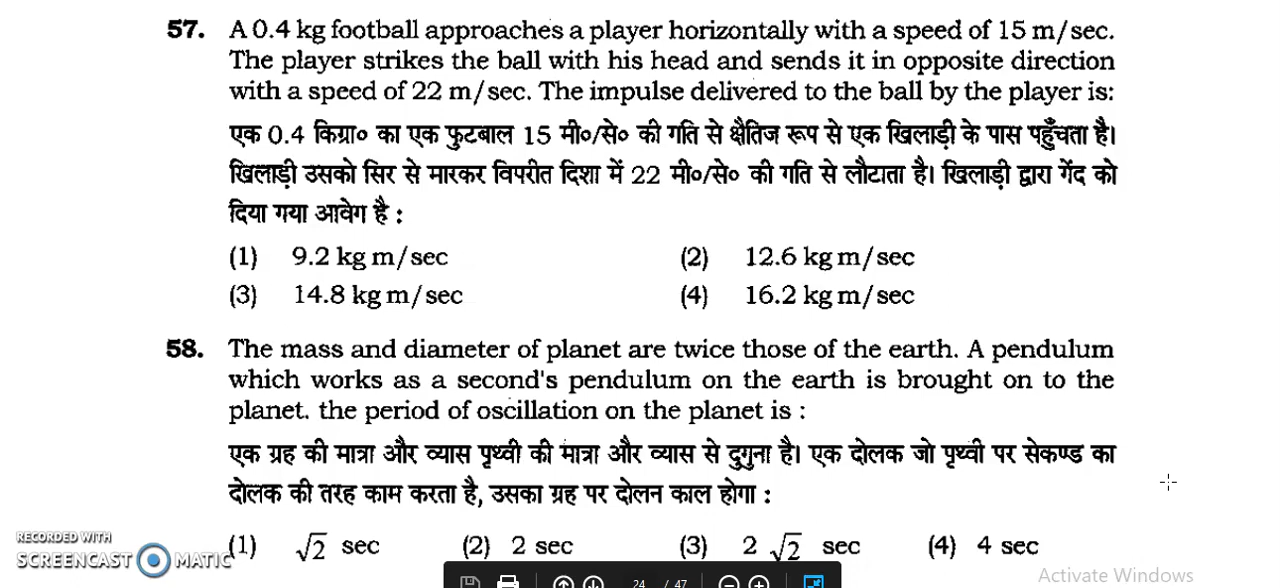 57. A 0.4 kg football approaches a player horizontally with a speed of 15 m/sec.
The player strikes the ball with his head and sends it in opposite direction
with a speed of 22 m/sec. The impulse delivered to the ball by the player is:
एक 0.4 किग्रा० का एक फुटबाल 15 मी०/से० की गति से क्षैतिज रूप से एक खिलाड़ी के पास पहुँचता है।
खिलाड़ी उसको सिर से मारकर विपरीत दिशा में 22 मी०/से० की गति से लौटाता है। खिलाड़ी द्वारा गेंद को
दिया गया आवेग है :
(1) 9.2 kg m/sec (2) 12.6 kg m/sec
(3) 14.8 kg m/sec (4) 16.2 kg m/sec
58. The mass and diameter of planet are twice those of the earth. A pendulum
which works as a second's pendulum on the earth is brought on to the
planet. the period of oscillation on the planet is :
एक ग्रह की मात्रा और व्यास पृथ्वी की मात्रा और व्यास से दुगुना है। एक दोलक जो पृथ्वी पर सेकण्ड का
दोलक की तरह काम करता है, उसका ग्रह पर दोलन काल होगा :
(1) √2 sec (2) 2 sec (3) 2 √2 sec (4) 4 sec
RECORDED WITH
SCREENCAST MATIC
24 / 47
Activate Windows